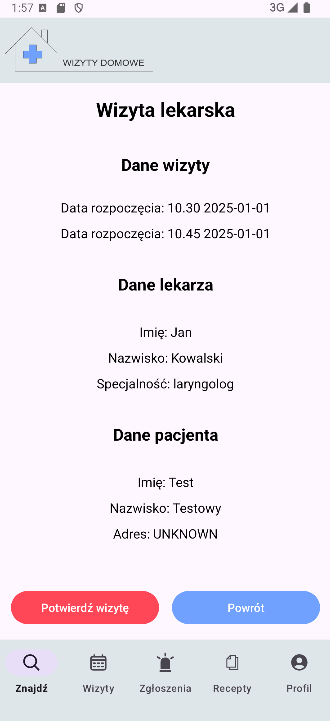 1:57
3G
WIZYTY DOMOWE
Wizyta lekarska
Dane wizyty
Data rozpoczęcia: 10.30 2025-01-01
Data rozpoczęcia: 10.45 2025-01-01
Dane lekarza
Imię: Jan
Nazwisko: Kowalski
Specjalność: laryngolog
Dane pacjenta
Imię: Test
Nazwisko: Testowy
Adres: UNKNOWN
Potwierdź wizytę
Powrót
Znajdź
Wizyty
Zgłoszenia
Recepty
Profil